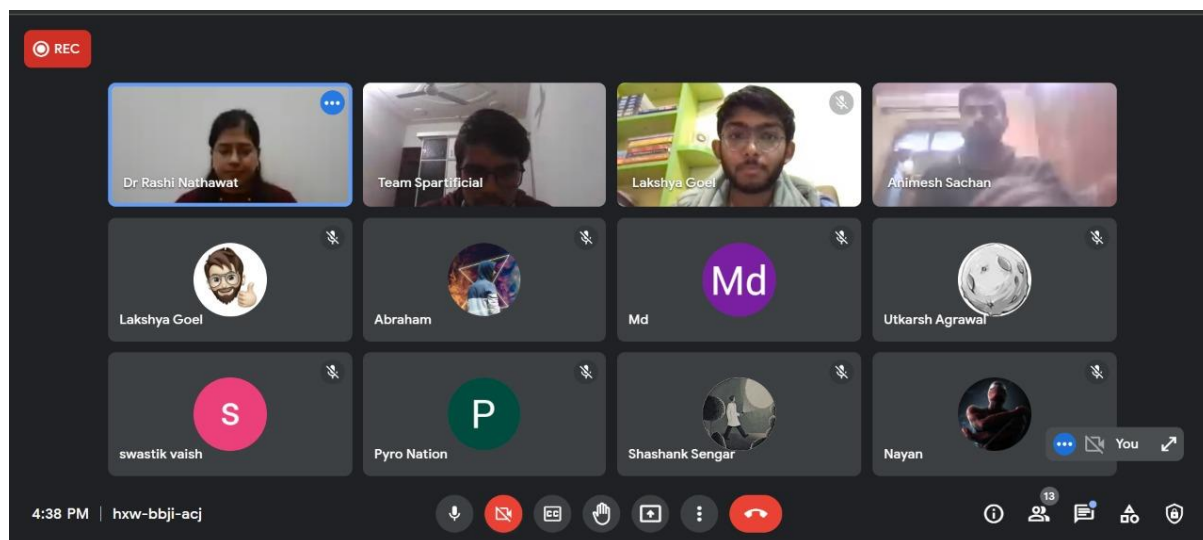 REC
Dr Rashi Nathawat
Team Spartificial
Lakshya Goel
Animesh Sachan
Lakshya Goel
Abraham
Md
Md
Utkarsh Agrawal
S
swastik vaish
P
Pyro Nation
Shashank Sengar
Nayan
You
4:38 PM | hxw-bbji-acj
CC
13